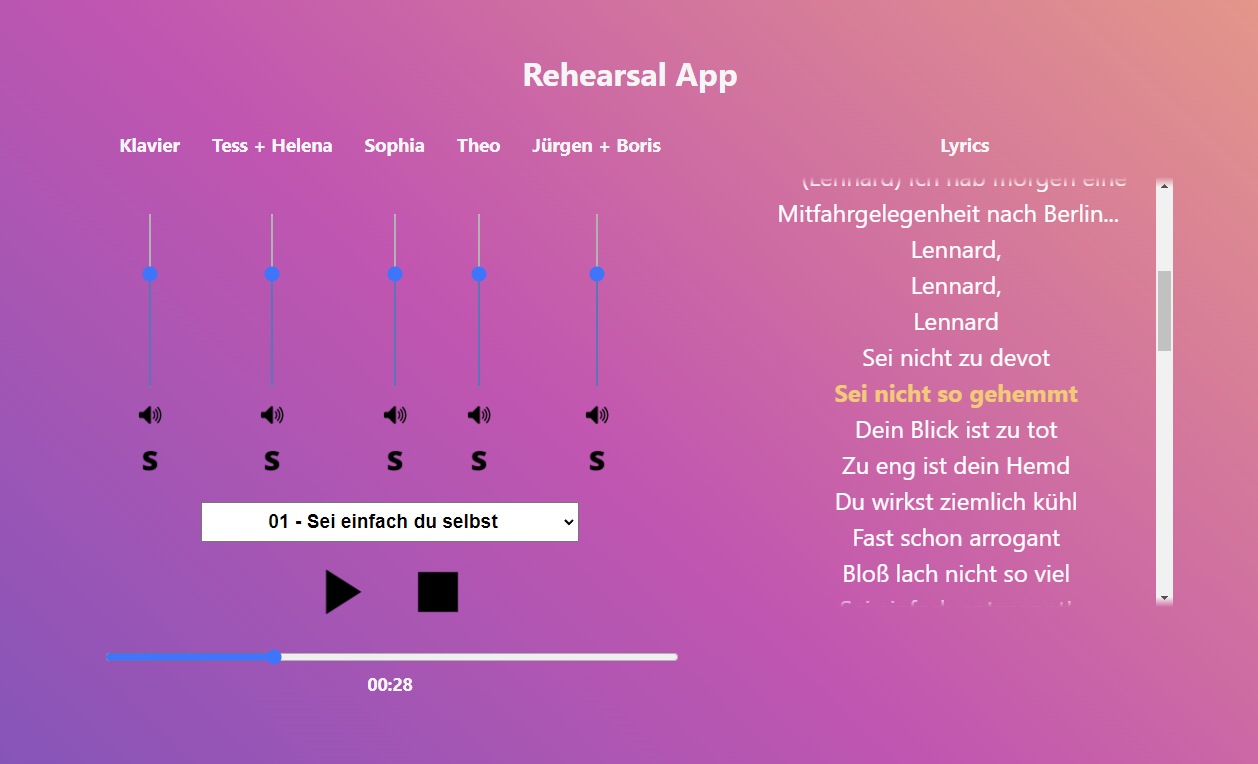 Rehearsal App
Klavier Tess + Helena Sophia Theo Jürgen + Boris
S S S S S
01 - Sei einfach du selbst
00:28
Lyrics
(Lennard) Ich hab morgen eine
Mitfahrgelegenheit nach Berlin...
Lennard,
Lennard,
Lennard
Sei nicht zu devot
Sei nicht so gehemmt
Dein Blick ist zu tot
Zu eng ist dein Hemd
Du wirkst ziemlich kühl
Fast schon arrogant
Bloß lach nicht so viel